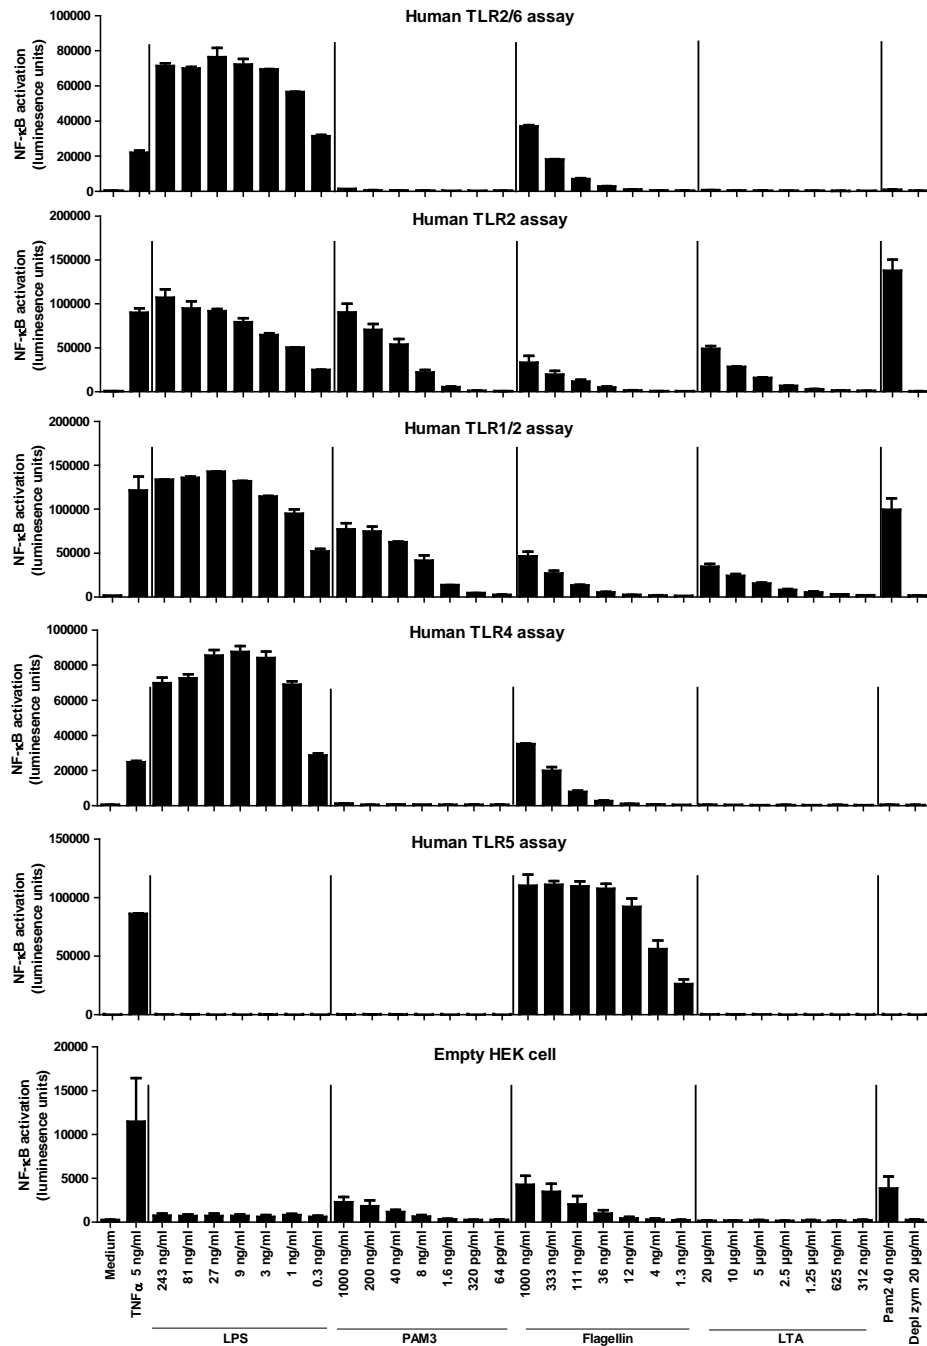 Human TLR2/6 assay
NF-κB activation
(luminesence units)
100000
80000
60000
40000
20000
0
Human TLR2 assay
NF-κB activation
(luminesence units)
200000
150000
100000
50000
0
Human TLR1/2 assay
NF-κB activation
(luminesence units)
200000
150000
100000
50000
0
Human TLR4 assay
NF-κB activation
(luminesence units)
100000
80000
60000
40000
20000
0
Human TLR5 assay
NF-κB activation
(luminesence units)
150000
100000
50000
0
Empty HEK cell
NF-κB activation
(luminesence units)
20000
15000
10000
5000
0
Medium
TNFα 5 ng/ml
243 ng/ml
81 ng/ml
27 ng/ml
9 ng/ml
3 ng/ml
1 ng/ml
0.3 ng/ml
1000 ng/ml
200 ng/ml
40 ng/ml
8 ng/ml
1.6 ng/ml
320 pg/ml
64 pg/ml
1000 ng/ml
333 ng/ml
111 ng/ml
36 ng/ml
12 ng/ml
4 ng/ml
1.3 ng/ml
20 µg/ml
10 µg/ml
5 µg/ml
2.5 µg/ml
1.25 µg/ml
625 ng/ml
312 ng/ml
Pam2 40 ng/ml
Depl zym 20 µg/ml
LPS
PAM3
Flagellin
LTA